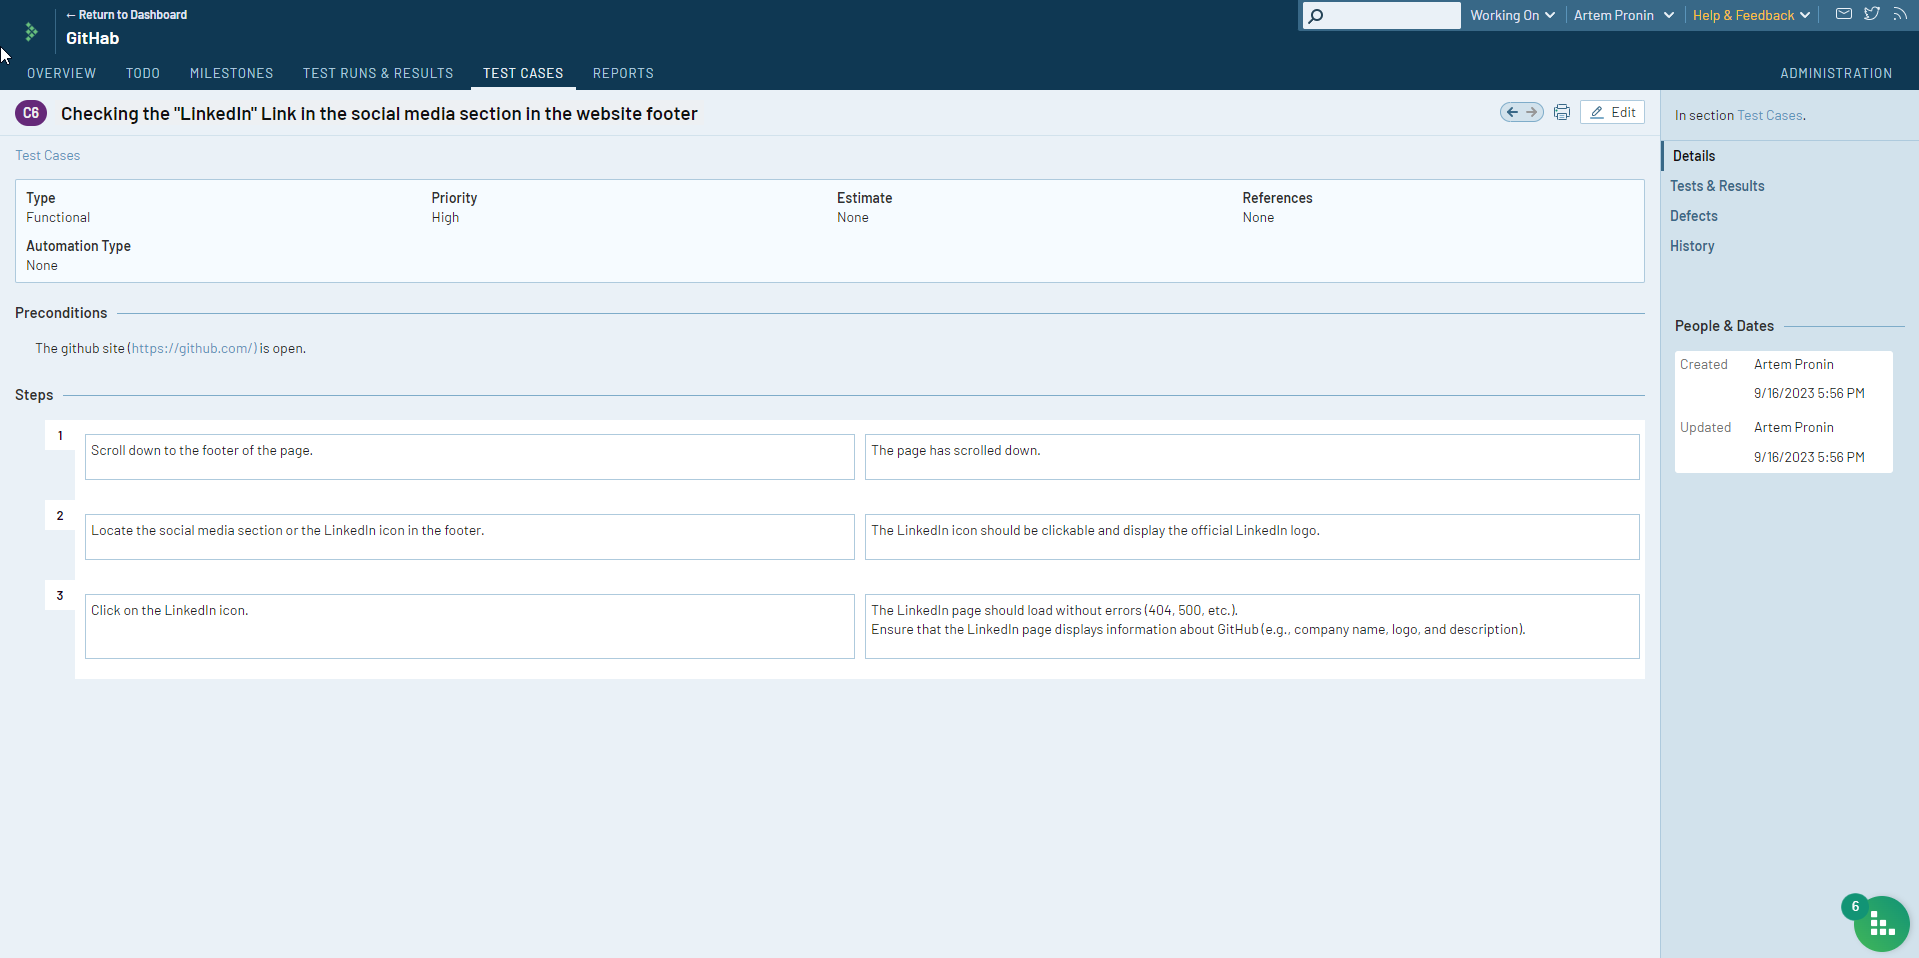 ← Return to Dashboard
GitHab
Working On
Artem Pronin
Help & Feedback
OVERVIEW TODO MILESTONES TEST RUNS & RESULTS TEST CASES REPORTS ADMINISTRATION
C6 Checking the "LinkedIn" Link in the social media section in the website footer
Edit
Test Cases
Type
Functional
Priority
High
Estimate
None
References
None
Automation Type
None
Preconditions
The github site (https://github.com/) is open.
Steps
1
Scroll down to the footer of the page.
The page has scrolled down.
2
Locate the social media section or the LinkedIn icon in the footer.
The LinkedIn icon should be clickable and display the official LinkedIn logo.
3
Click on the LinkedIn icon.
The LinkedIn page should load without errors (404, 500, etc.).
Ensure that the LinkedIn page displays information about GitHub (e.g., company name, logo, and description).
In section Test Cases.
Details
Tests & Results
Defects
History
People & Dates
Created Artem Pronin
9/16/2023 5:56 PM
Updated Artem Pronin
9/16/2023 5:56 PM
6